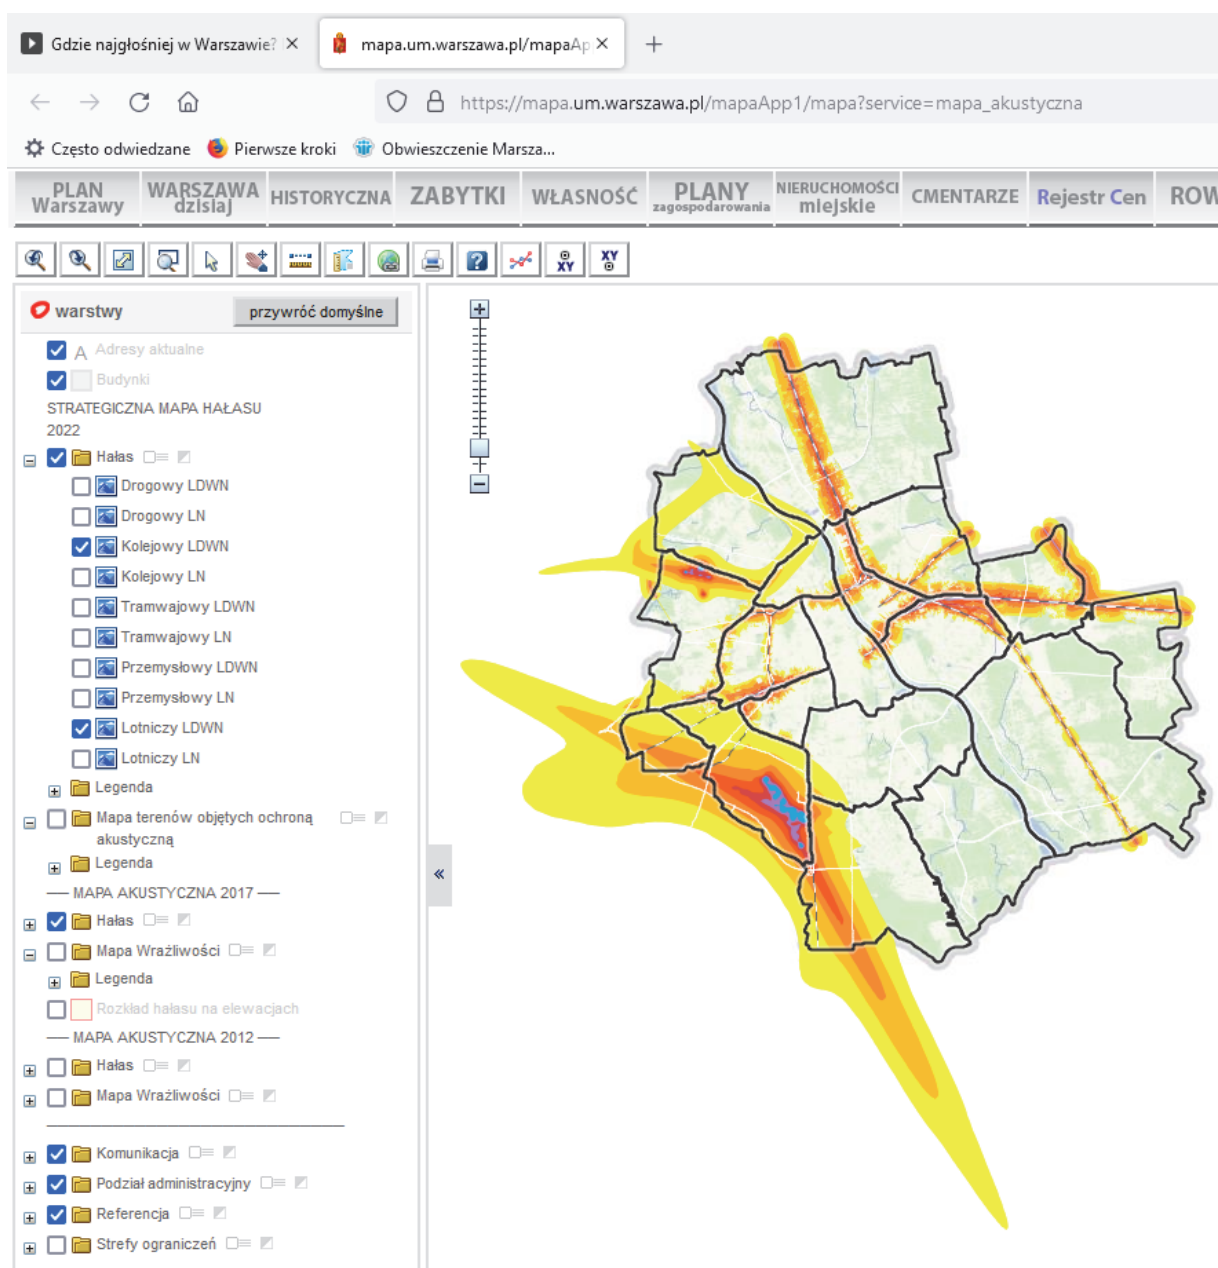 Gdzie najgłośniej w Warszawie?
mapa.um.warszawa.pl/mapaAp
https://mapa.um.warszawa.pl/mapaApp1/mapa?service=mapa_akustyczna
Często odwiedzane Pierwsze kroki Obwieszczenie Marsza...
PLAN Warszawy
WARSZAWA dzisiaj
HISTORYCZNA
ZABYTKI
WŁASNOŚĆ
PLANY zagospodarowania
NIERUCHOMOŚCI miejskie
CMENTARZE
Rejestr Cen
ROW
XY
XY
warstwy
przywróć domyślne
A Adresy aktualne
Budynki
STRATEGICZNA MAPA HAŁASU
2022
Hałas
Drogowy LDWN
Drogowy LN
Kolejowy LDWN
Kolejowy LN
Tramwajowy LDWN
Tramwajowy LN
Przemysłowy LDWN
Przemysłowy LN
Lotniczy LDWN
Lotniczy LN
Legenda
Mapa terenów objętych ochroną
akustyczną
Legenda
── MAPA AKUSTYCZNA 2017 ──
Hałas
Mapa Wrażliwości
Legenda
Rozkład hałasu na elewacjach
── MAPA AKUSTYCZNA 2012 ──
Hałas
Mapa Wrażliwości
Komunikacja
Podział administracyjny
Referencja
Strefy ograniczeń